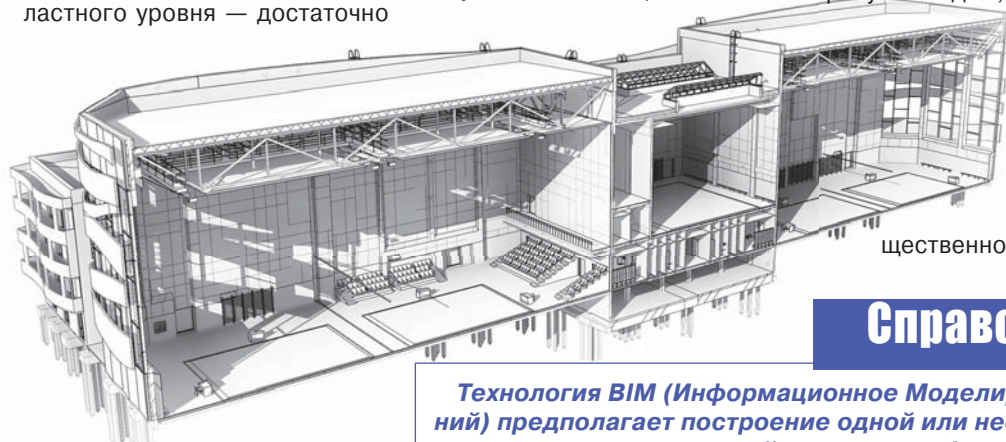 ластного уровня — достаточно
щественно
Справо
Технология BIM (Информационное Модели
ний) предполагает построение одной или не